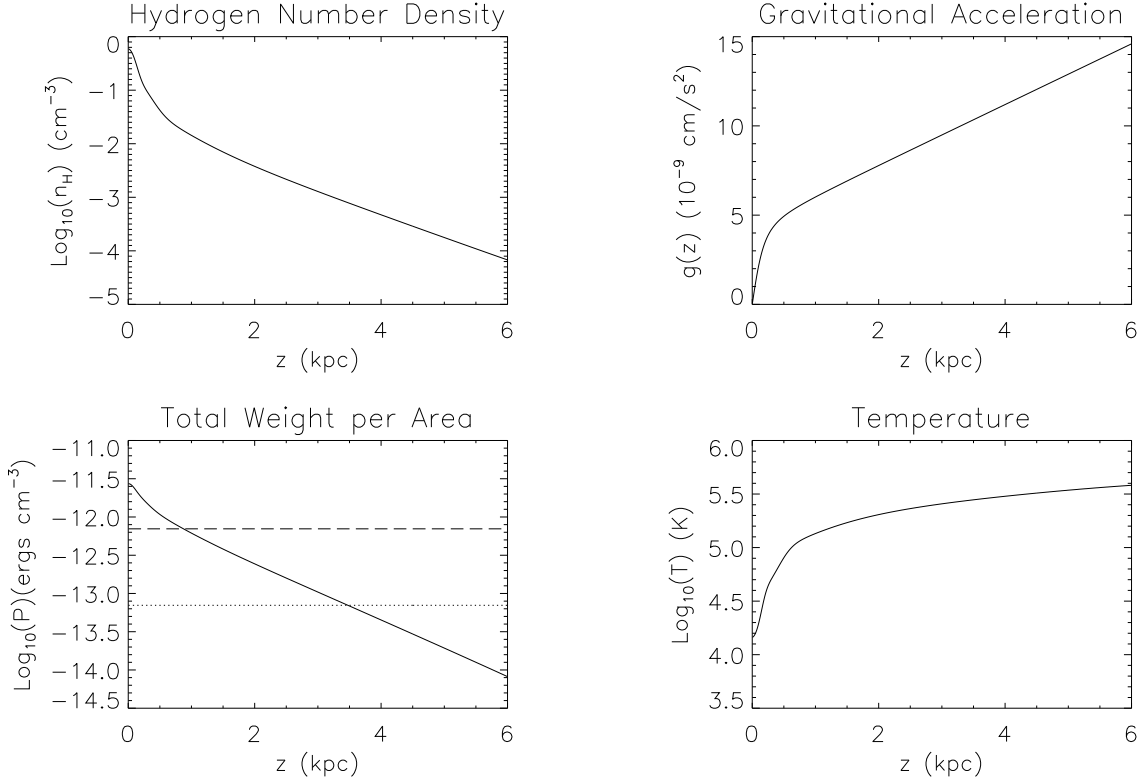 Hydrogen Number Density
Log₁₀(n_H) (cm⁻³)
0
−1
−2
−3
−4
−5
0 2 4 6
z (kpc)
Gravitational Acceleration
g(z) (10⁻⁹ cm/s²)
15
10
5
0
0 2 4 6
z (kpc)
Total Weight per Area
Log₁₀(P)(ergs cm⁻³)
−11.0
−11.5
−12.0
−12.5
−13.0
−13.5
−14.0
−14.5
0 2 4 6
z (kpc)
Temperature
Log₁₀(T) (K)
6.0
5.5
5.0
4.5
4.0
3.5
0 2 4 6
z (kpc)